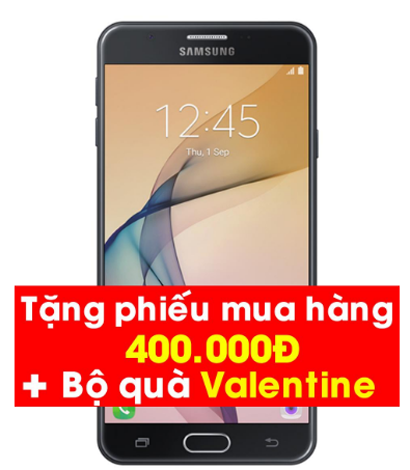 SAMSUNG
12:45
Thu, 1 Sep
Tặng phiếu mua hàng
400.000Đ
+ Bộ quà Valentine